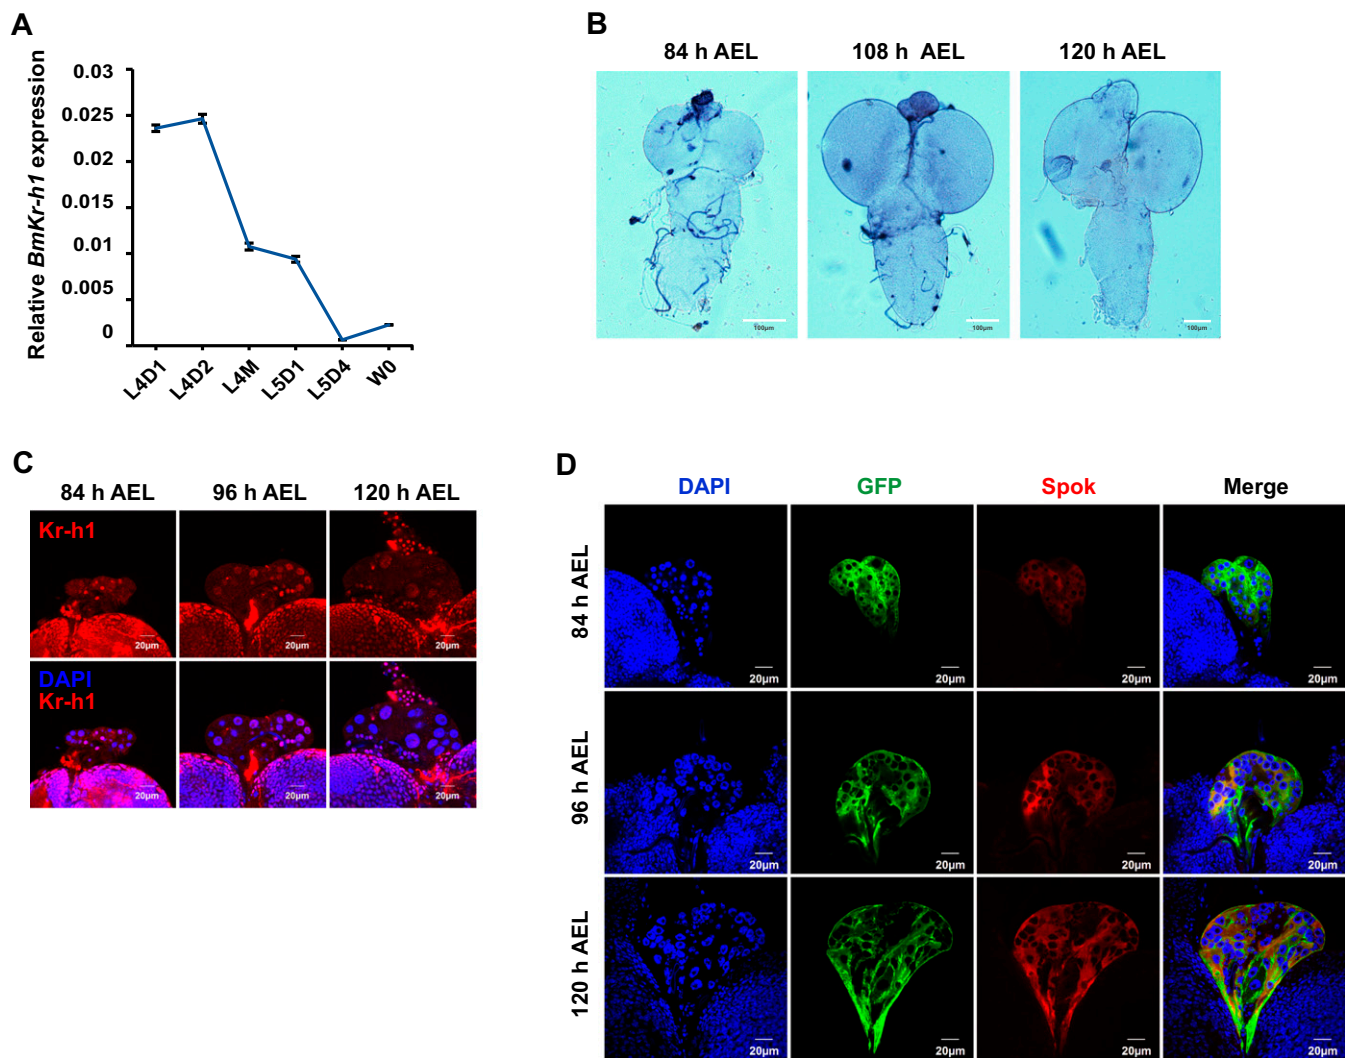 A
Relative BmKr-h1 expression
0.03
0.025
0.02
0.015
0.01
0.005
0
L4D1
L4D2
L4M
L5D1
L5D4
W0
B
84 h AEL
108 h AEL
120 h AEL
100μm
100μm
100μm
C
84 h AEL
96 h AEL
120 h AEL
Kr-h1
20μm
20μm
20μm
DAPI
Kr-h1
20μm
20μm
20μm
D
DAPI
GFP
Spok
Merge
84 h AEL
20μm
20μm
20μm
20μm
96 h AEL
20μm
20μm
20μm
20μm
120 h AEL
20μm
20μm
20μm
20μm